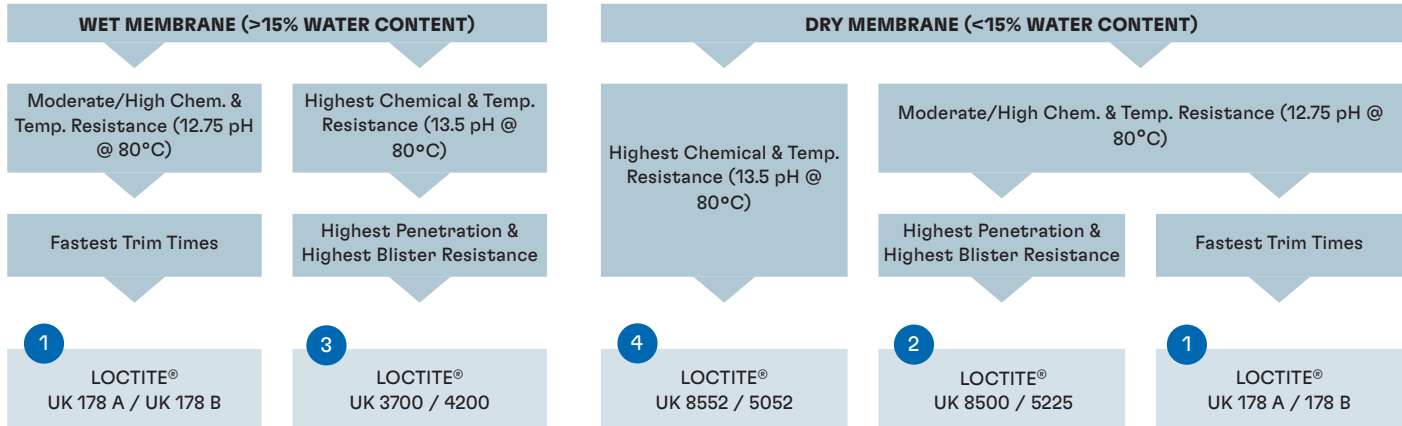 WET MEMBRANE (>15% WATER CONTENT)
Moderate/High Chem. &
Temp. Resistance (12.75 pH
@ 80°C)
Fastest Trim Times
1
LOCTITE®
UK 178 A / UK 178 B
Highest Chemical & Temp.
Resistance (13.5 pH @
80°C)
Highest Penetration &
Highest Blister Resistance
3
LOCTITE®
UK 3700 / 4200
DRY MEMBRANE (<15% WATER CONTENT)
Highest Chemical & Temp.
Resistance (13.5 pH @
80°C)
4
LOCTITE®
UK 8552 / 5052
Moderate/High Chem. & Temp. Resistance (12.75 pH @
80°C)
Highest Penetration &
Highest Blister Resistance
2
LOCTITE®
UK 8500 / 5225
Fastest Trim Times
1
LOCTITE®
UK 178 A / 178 B